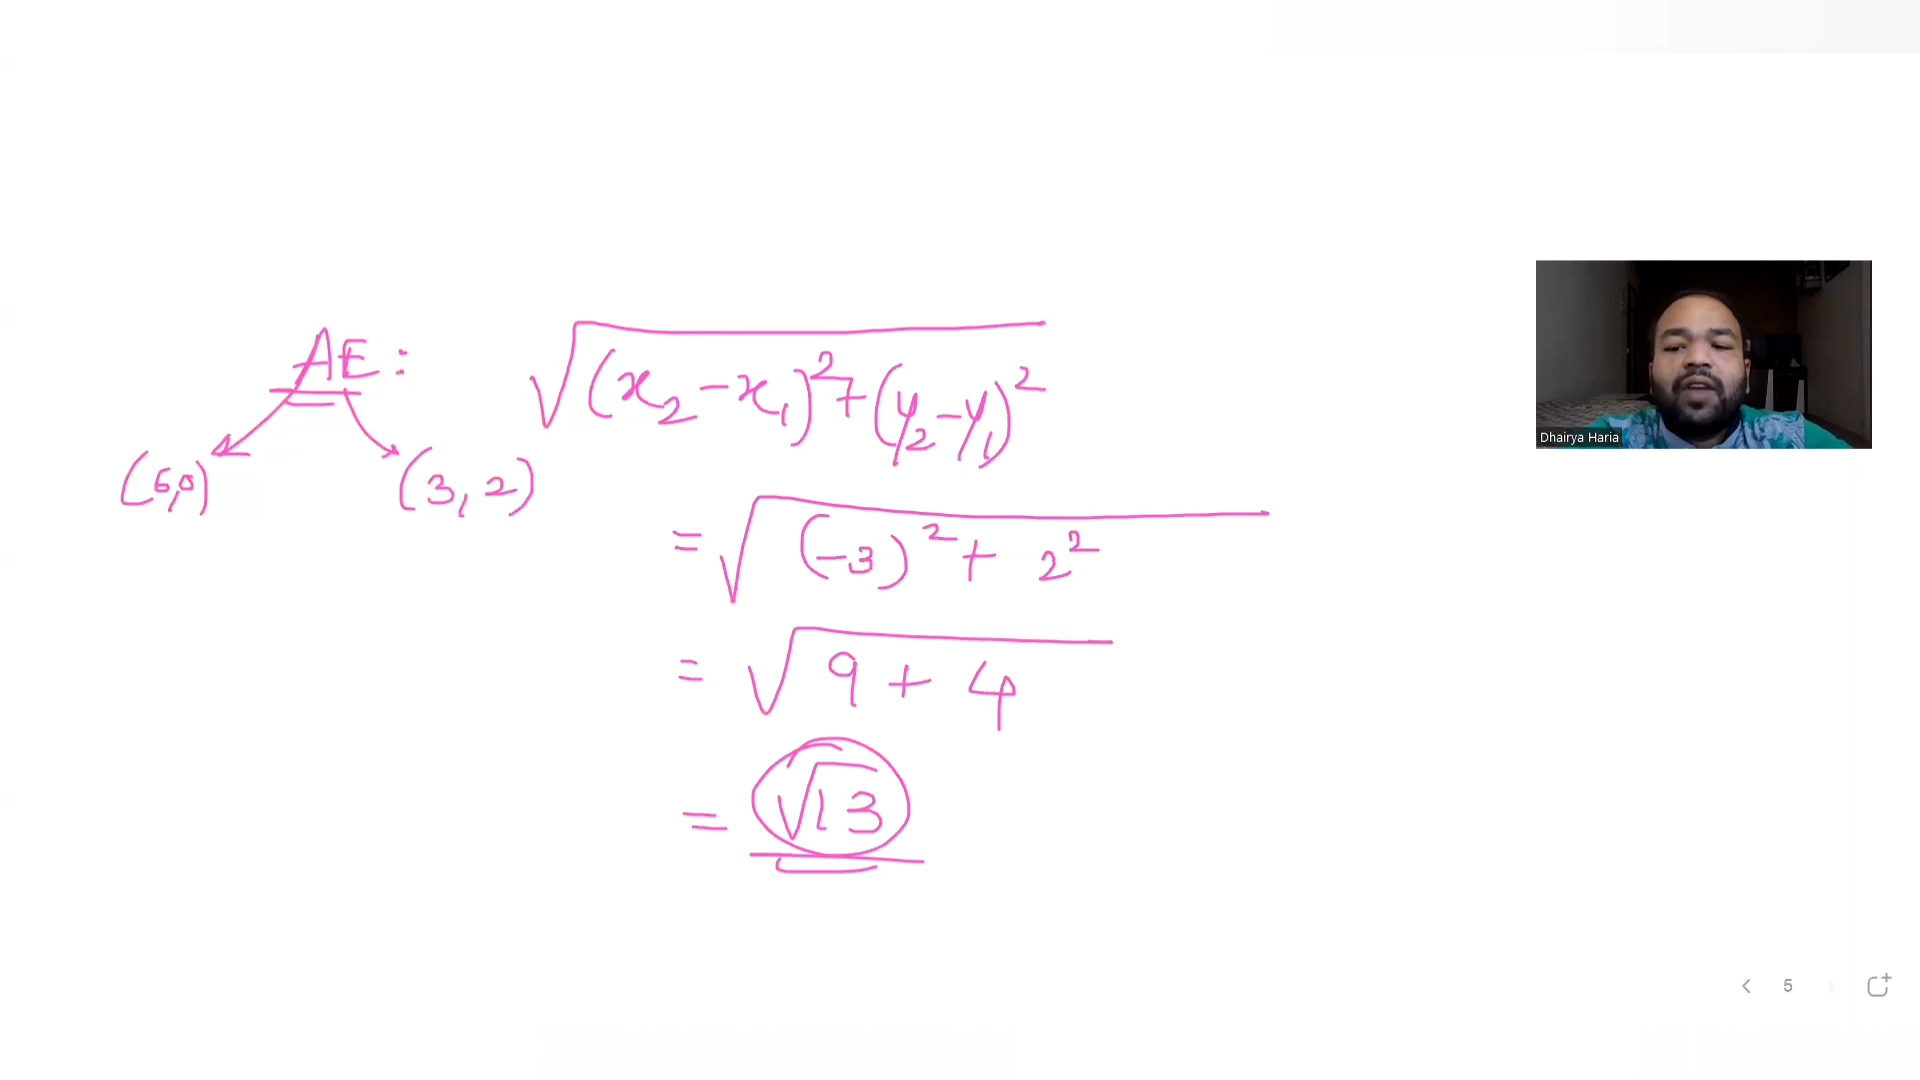 AE: √(x₂-x₁)²+(y₂-y₁)²
(6,0) (3,2)
= √(-3)²+ 2²
= √9 + 4
= √13
Dhairya Haria
5